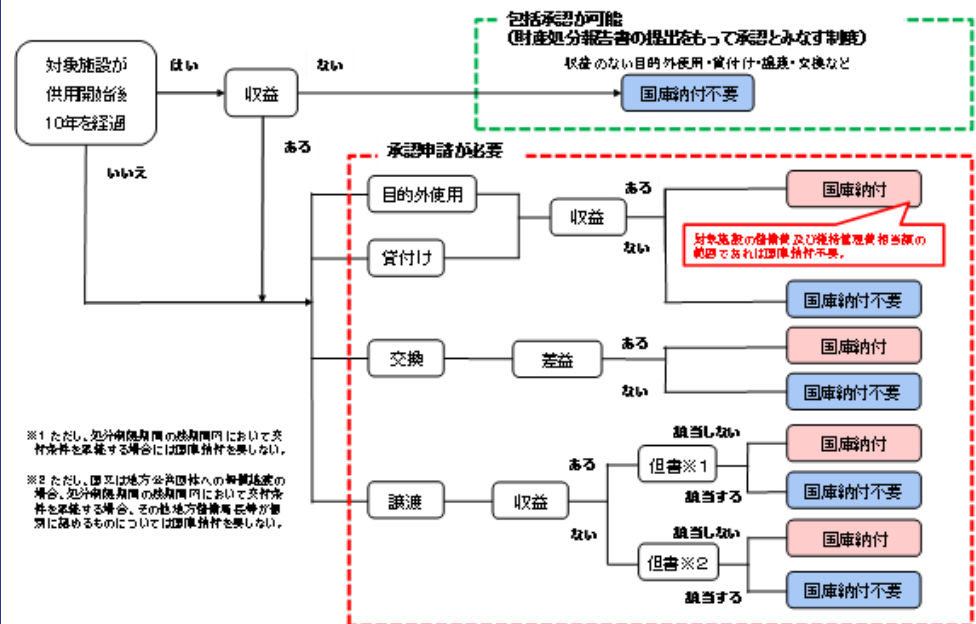 包括承認が可能
(財産処分報告書の提出をもって承認とみなす制度)
収益のない目的外使用・貸付け・譲渡・交換など
国庫納付不要
対象施設が
供用開始後
10年を経過
はい
収益
ない
ある
いいえ
承認申請が必要
目的外使用
貸付け
収益
ある
ない
国庫納付
対象施設の整備費及び維持管理費相当額の
範囲であれば国庫納付不要。
国庫納付不要
交換
差益
ある
ない
国庫納付
国庫納付不要
譲渡
収益
ある
ない
但書※1
該当しない
該当する
国庫納付
国庫納付不要
但書※2
該当しない
該当する
国庫納付
国庫納付不要
※1 ただし、処分制限期間の残期間内において交
付条件を承継する場合には国庫納付を要しない。
※2 ただし、国又は地方公共団体への無償譲渡の
場合、処分制限期間の残期間内において交付条
件を承継する場合、その他地方整備局長等が個
別に認めるものについては国庫納付を要しない。